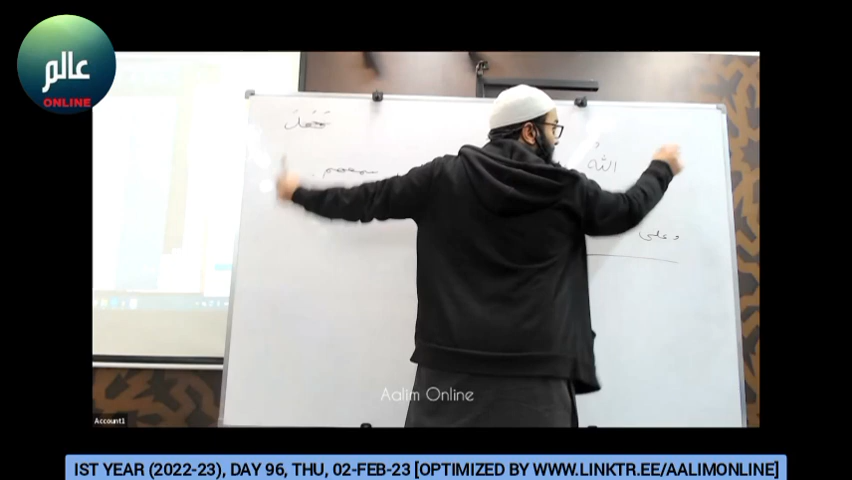 عالم
ONLINE
الله
وعلى
Aalim Online
Account1
IST YEAR (2022-23), DAY 96, THU, 02-FEB-23 [OPTIMIZED BY WWW.LINKTR.EE/AALIMONLINE]